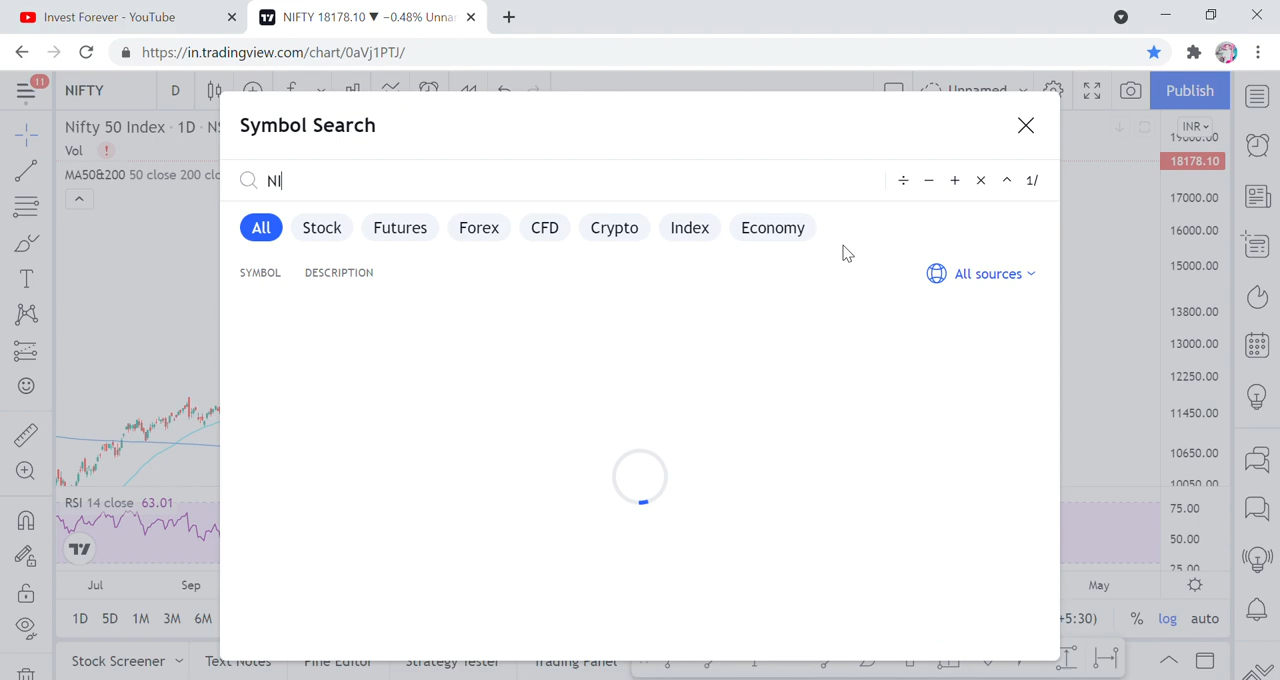 Invest Forever - YouTube
NIFTY 18178.10 ▼ −0.48% Unna
https://in.tradingview.com/chart/0aVj1PTJ/
11
NIFTY
D
Unnamed
Publish
Symbol Search
Nifty 50 Index · 1D · NS
INR
Vol
18178.10
MA50&200 50 close 200 clo
NI
÷ − + × ^ 1/
17000.00
All
Stock
Futures
Forex
CFD
Crypto
Index
Economy
16000.00
SYMBOL
DESCRIPTION
All sources
15000.00
13800.00
13000.00
12250.00
11450.00
10650.00
10050.00
RSI 14 close 63.01
75.00
50.00
25.00
Jul
Sep
May
1D 5D 1M 3M 6M
+5:30)
% log auto
Stock Screener
Text Notes
Pine Editor
Strategy Tester
Trading Panel